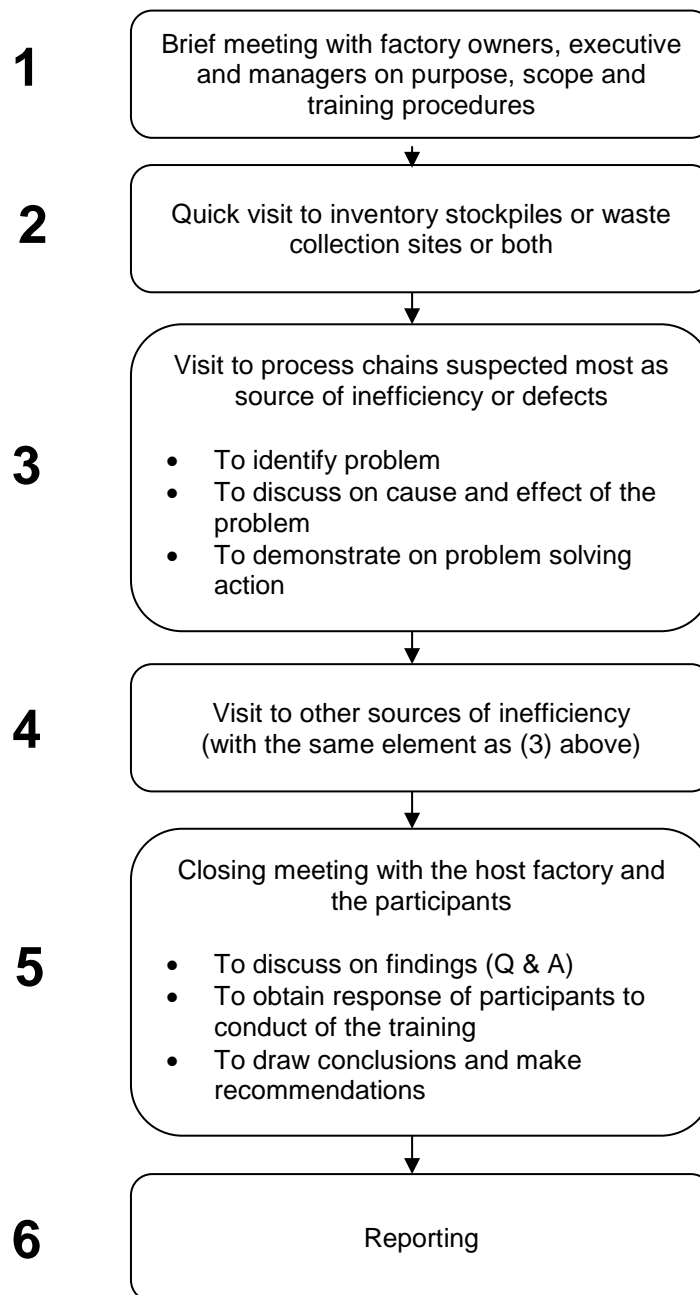 1
Brief meeting with factory owners, executive
and managers on purpose, scope and
training procedures
2
Quick visit to inventory stockpiles or waste
collection sites or both
3
Visit to process chains suspected most as
source of inefficiency or defects
• To identify problem
• To discuss on cause and effect of the
problem
• To demonstrate on problem solving
action
4
Visit to other sources of inefficiency
(with the same element as (3) above)
5
Closing meeting with the host factory and
the participants
• To discuss on findings (Q & A)
• To obtain response of participants to
conduct of the training
• To draw conclusions and make
recommendations
6
Reporting